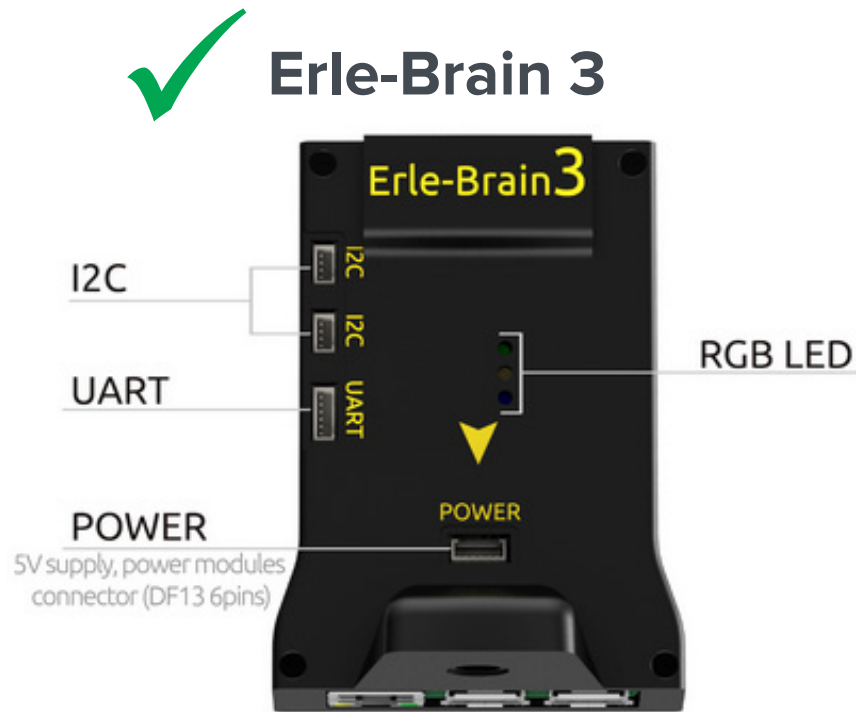 Erle-Brain 3
Erle-Brain3
I2C
I2C
I2C
RGB LED
UART
UART
POWER
POWER
5V supply, power modules
connector (DF13 6pins)